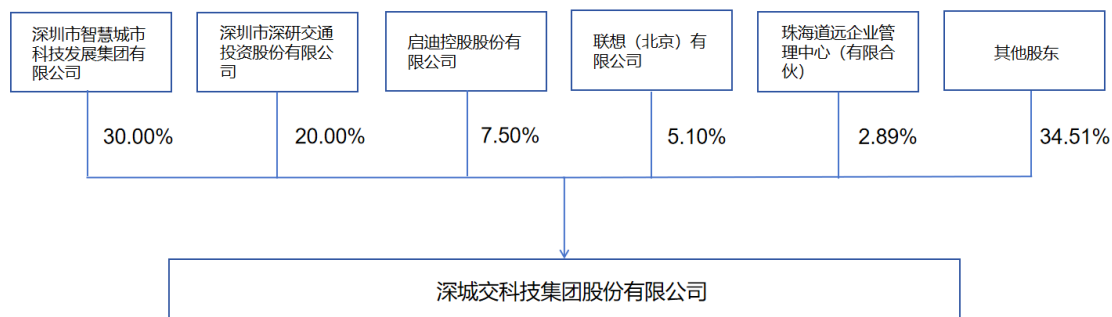 深圳市智慧城市
科技发展集团有
限公司
深圳市深研交通
投资股份有限公
司
启迪控股股份有
限公司
联想（北京）有
限公司
珠海道远企业管
理中心（有限合
伙）
其他股东
30.00%
20.00%
7.50%
5.10%
2.89%
34.51%
深城交科技集团股份有限公司